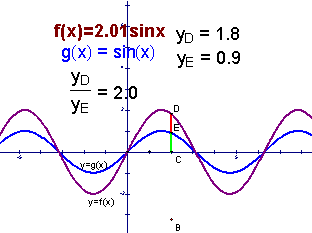 f(x)=2.01sinx
g(x) = sin(x)
y_D = 1.8
y_E = 0.9
y_D
y_E
= 2.0
D
E
C
y=g(x)
y=f(x)
B